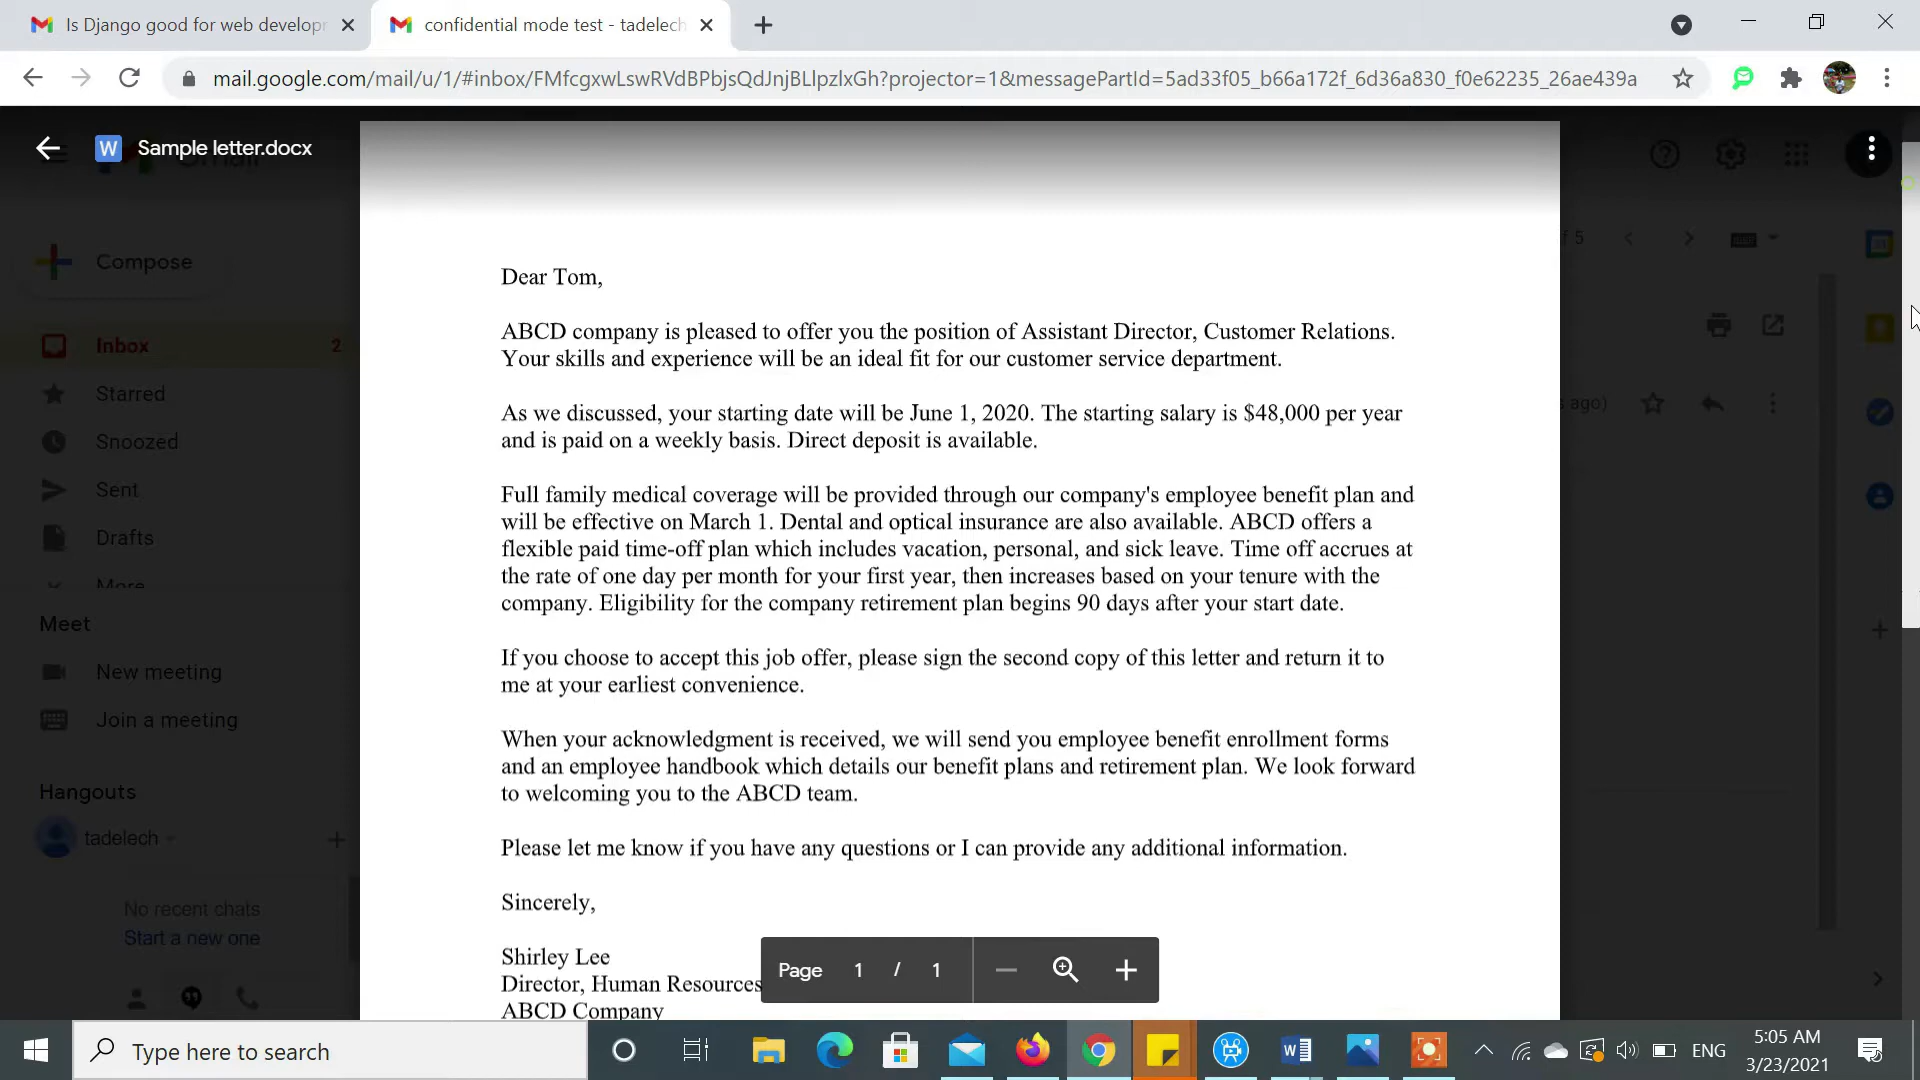 Is Django good for web develop
confidential mode test - tadelech
mail.google.com/mail/u/1/#inbox/FMfcgxwLswRVdBPbjsQdJnjBLlpzlxGh?projector=1&messagePartId=5ad33f05_b66a172f_6d36a830_f0e62235_26ae439a
W Sample letter.docx
Compose
Inbox 2
Starred
Snoozed
Sent
Drafts
More
Meet
New meeting
Join a meeting
Hangouts
tadelech
No recent chats
Start a new one
5
ago)
Dear Tom,
ABCD company is pleased to offer you the position of Assistant Director, Customer Relations.
Your skills and experience will be an ideal fit for our customer service department.
As we discussed, your starting date will be June 1, 2020. The starting salary is $48,000 per year
and is paid on a weekly basis. Direct deposit is available.
Full family medical coverage will be provided through our company's employee benefit plan and
will be effective on March 1. Dental and optical insurance are also available. ABCD offers a
flexible paid time-off plan which includes vacation, personal, and sick leave. Time off accrues at
the rate of one day per month for your first year, then increases based on your tenure with the
company. Eligibility for the company retirement plan begins 90 days after your start date.
If you choose to accept this job offer, please sign the second copy of this letter and return it to
me at your earliest convenience.
When your acknowledgment is received, we will send you employee benefit enrollment forms
and an employee handbook which details our benefit plans and retirement plan. We look forward
to welcoming you to the ABCD team.
Please let me know if you have any questions or I can provide any additional information.
Sincerely,
Shirley Lee
Director, Human Resources
ABCD Company
Page 1 / 1
Type here to search
ENG
5:05 AM
3/23/2021